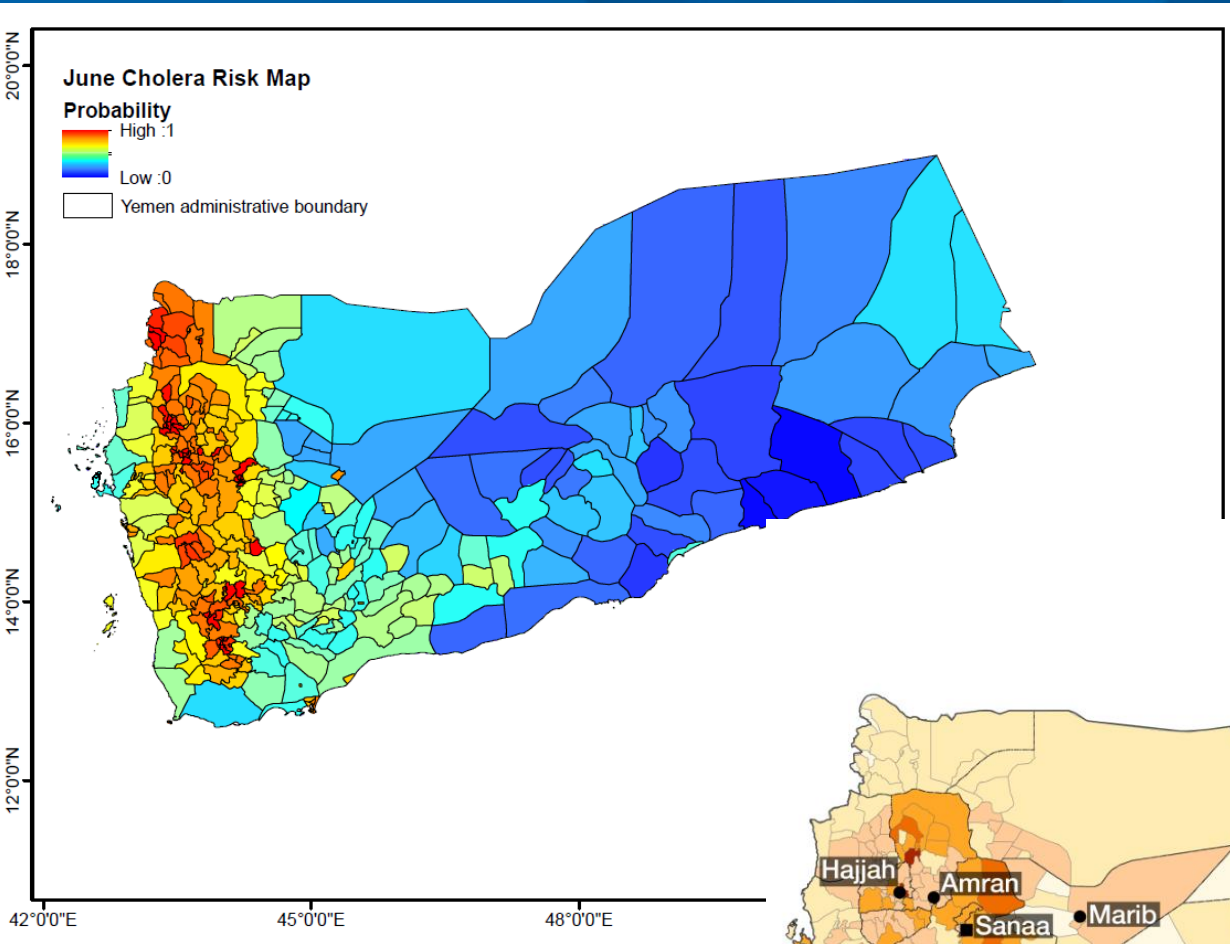 June Cholera Risk Map
Probability
High :1
Low :0
Yemen administrative boundary
20°0'0"N
18°0'0"N
16°0'0"N
14°0'0"N
12°0'0"N
42°0'0"E
45°0'0"E
48°0'0"E
Hajjah
Amran
Sanaa
Marib